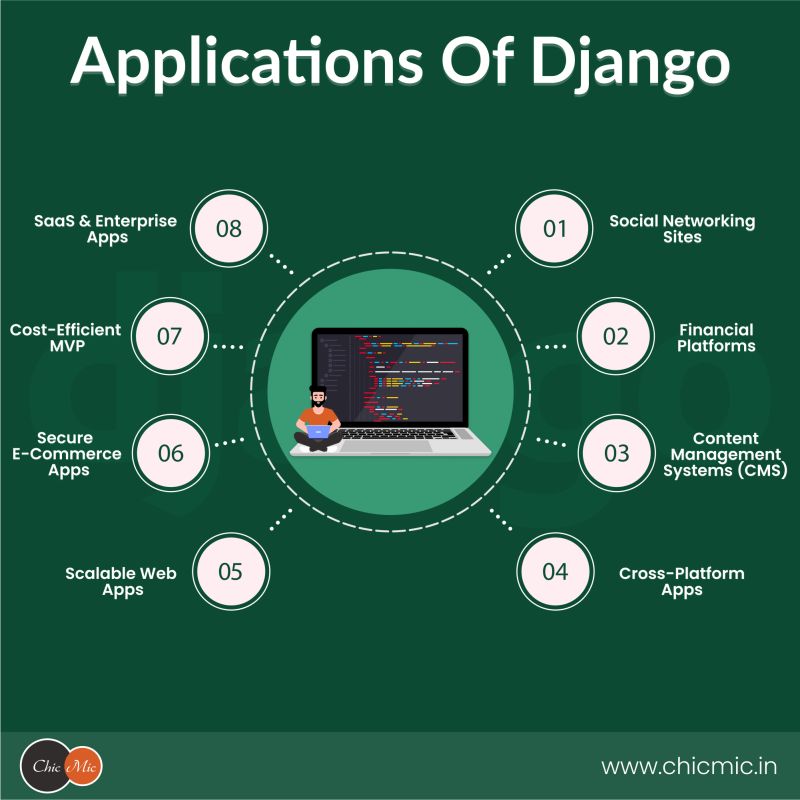 Applications Of Django
01
Social Networking
Sites
02
Financial
Platforms
03
Content
Management
Systems (CMS)
04
Cross-Platform
Apps
05
Scalable Web
Apps
06
Secure
E-Commerce
Apps
07
Cost-Efficient
MVP
08
SaaS & Enterprise
Apps
django
Chic Mic
www.chicmic.in